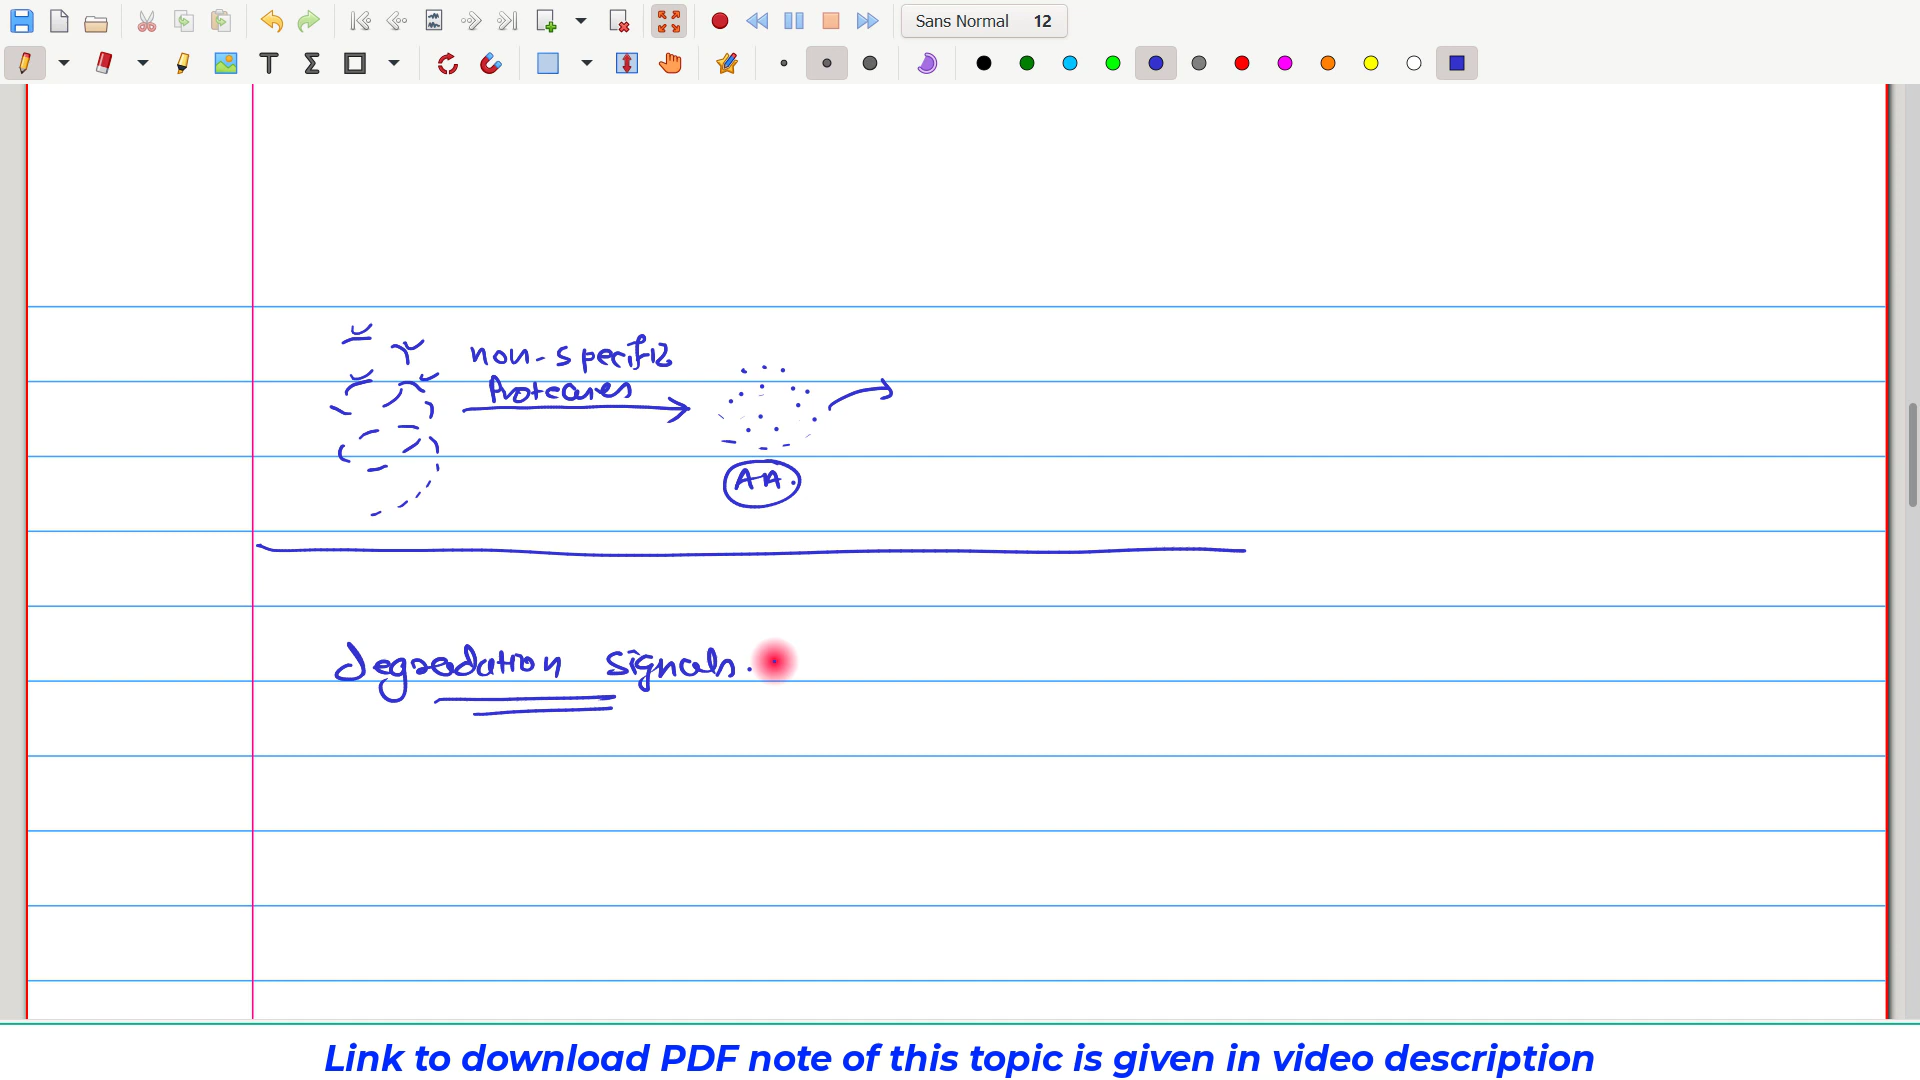 Sans Normal 12
non-specific
Proteases
AA.
Degradation signals.
Link to download PDF note of this topic is given in video description